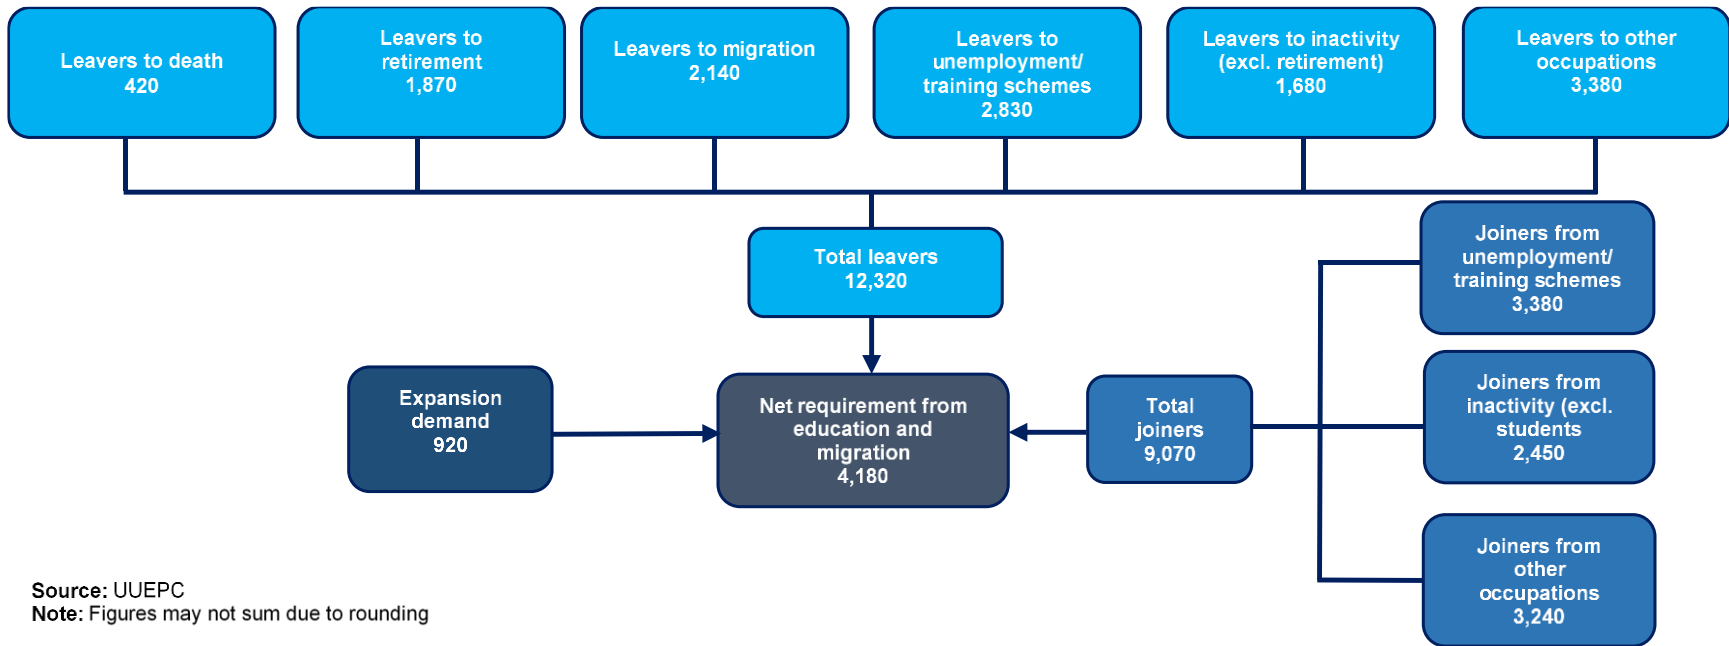 Leavers to death
420
Leavers to
retirement
1,870
Leavers to migration
2,140
Leavers to
unemployment/
training schemes
2,830
Leavers to inactivity
(excl. retirement)
1,680
Leavers to other
occupations
3,380
Total leavers
12,320
Joiners from
unemployment/
training schemes
3,380
Expansion
demand
920
Net requirement from
education and
migration
4,180
Total
joiners
9,070
Joiners from
inactivity (excl.
students
2,450
Joiners from
other
occupations
3,240
Source: UUEPC
Note: Figures may not sum due to rounding